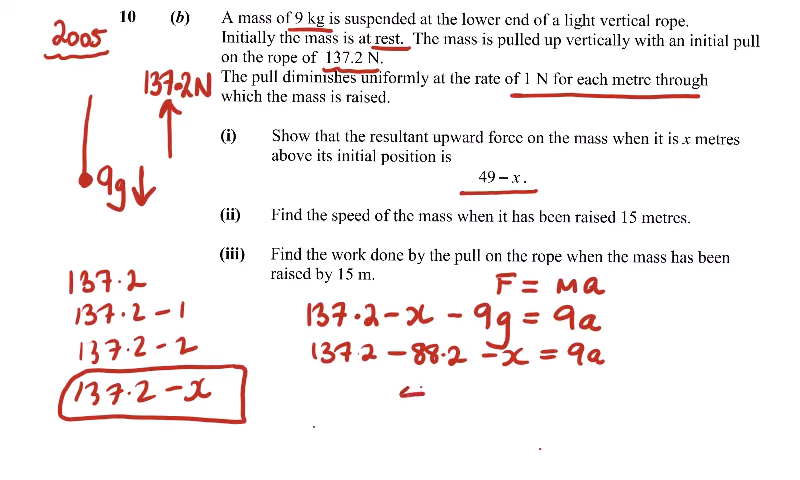 2005
10 (b) A mass of 9 kg is suspended at the lower end of a light vertical rope.
Initially the mass is at rest. The mass is pulled up vertically with an initial pull
on the rope of 137.2 N.
137.2N
The pull diminishes uniformly at the rate of 1 N for each metre through
which the mass is raised.
(i) Show that the resultant upward force on the mass when it is x metres
above its initial position is
49 – x.
9g
(ii) Find the speed of the mass when it has been raised 15 metres.
(iii) Find the work done by the pull on the rope when the mass has been
raised by 15 m.
F = ma
137.2
137.2 - 1
137.2 - 2
137.2 - x
137.2 - x - 9g = 9a
137.2 - 88.2 - x = 9a